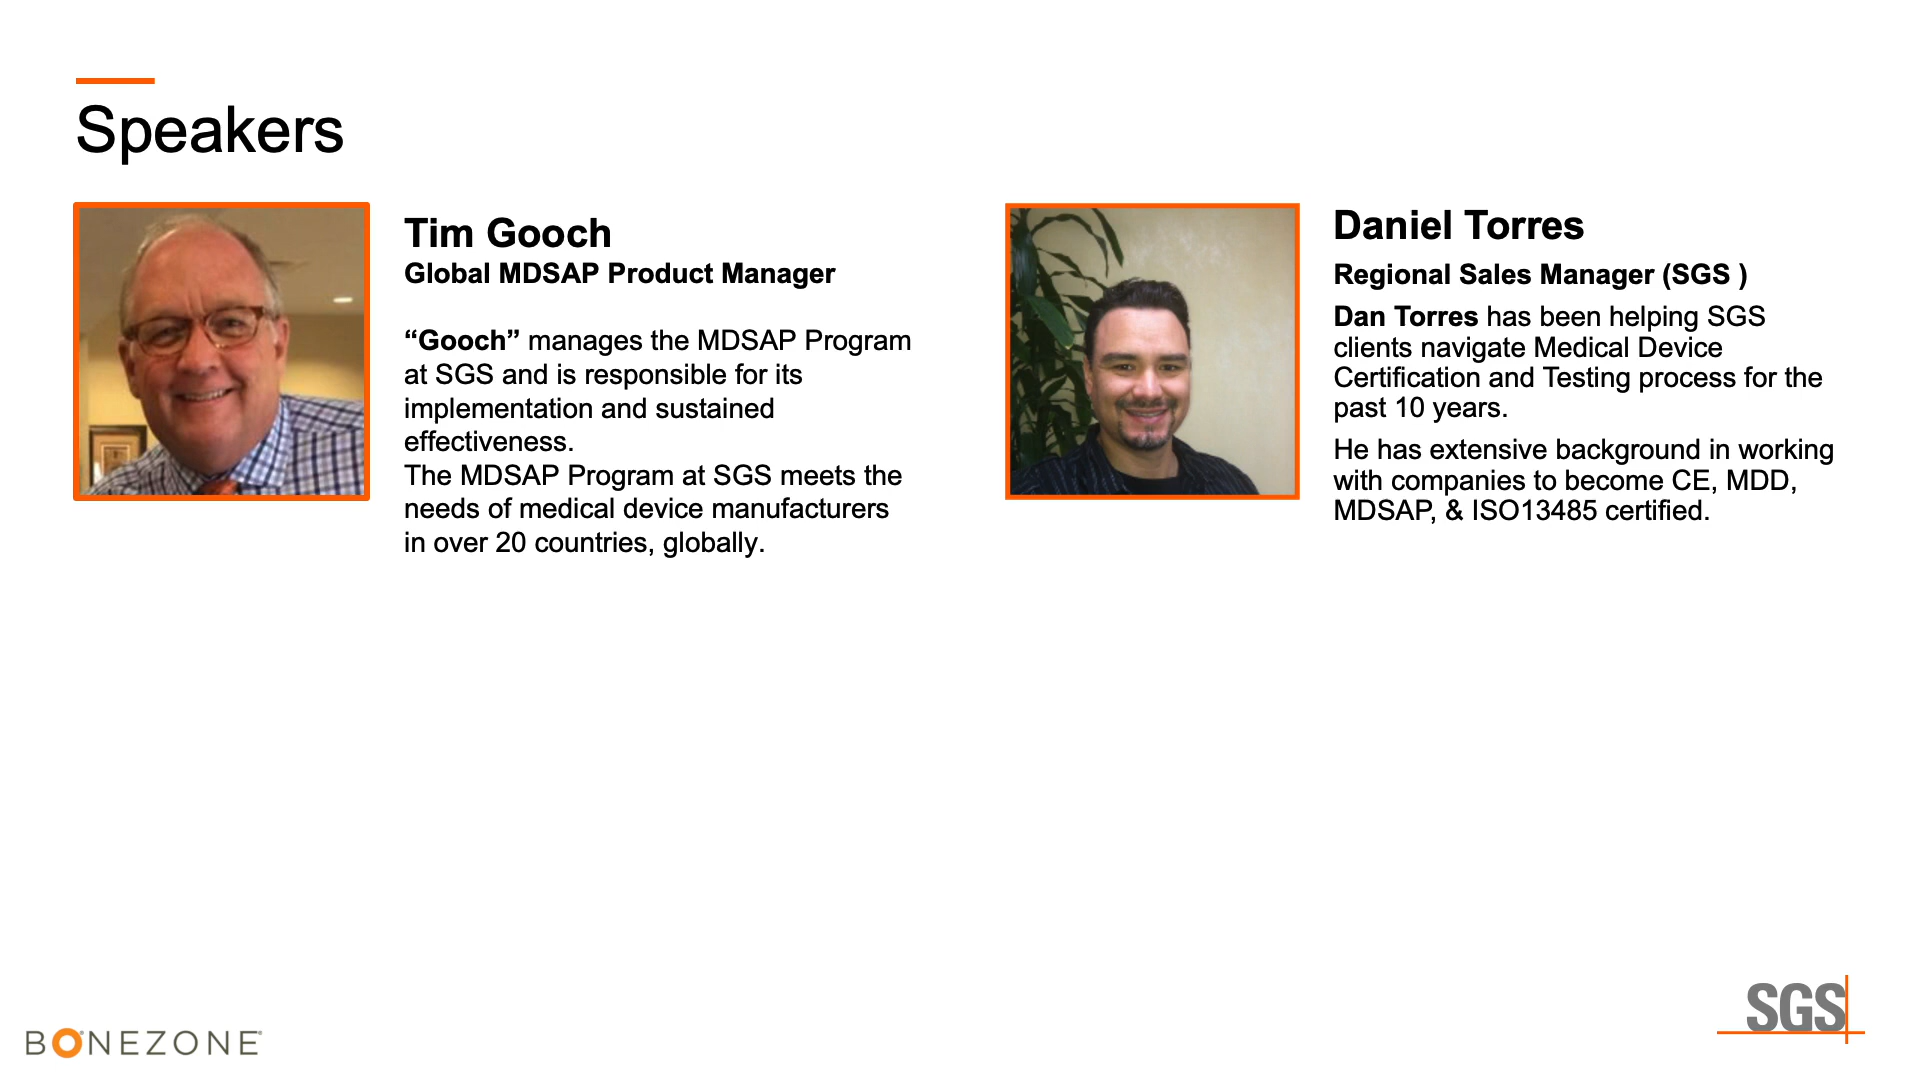 Speakers
Tim Gooch
Global MDSAP Product Manager
“Gooch” manages the MDSAP Program
at SGS and is responsible for its
implementation and sustained
effectiveness.
The MDSAP Program at SGS meets the
needs of medical device manufacturers
in over 20 countries, globally.
Daniel Torres
Regional Sales Manager (SGS )
Dan Torres has been helping SGS
clients navigate Medical Device
Certification and Testing process for the
past 10 years.
He has extensive background in working
with companies to become CE, MDD,
MDSAP, & ISO13485 certified.
BONEZONE
SGS